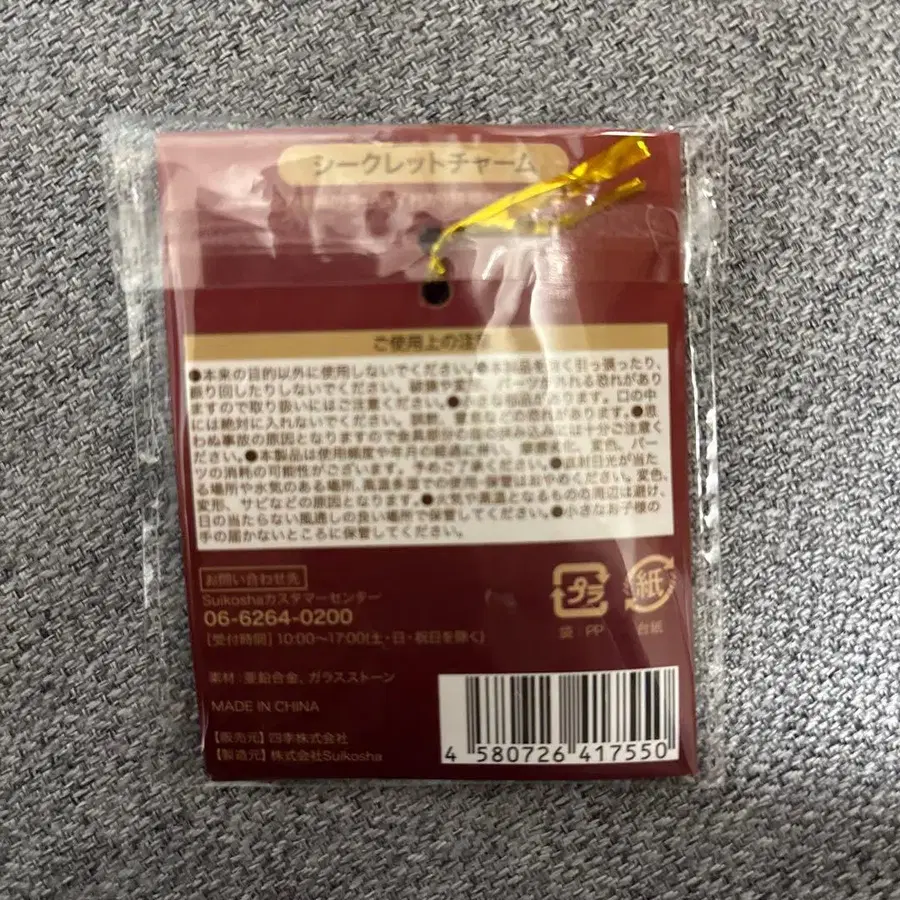 シークレットチャーム
ご使用上の注意
●本来の目的以外に使用しないでください。●本製品を強く引っ張ったり、
振り回したりしないでください。破損や変形、パーツが外れる恐れがあり
ますので取り扱いにはご注意ください。●小さな部品があります。口の中
には絶対に入れないでください。窒息、などの恐れがあります。●思
わぬ事故の原因となりますので金具部分の指の挟み込みには十分ご注意く
ださい。●本製品は使用頻度や年月の経過に伴い、摩擦劣化、変色、パー
ツの消耗の可能性がございます。予めご了承ください。●直射日光が当た
る場所や水気のある場所、高温多湿での使用・保管はおやめください。変色、
変形、サビなどの原因となります。●火気や高温となるものの周辺は避け、
日の当たらない風通しの良い場所で保管してください。●小さなお子様の
手の届かないところに保管してください。
お問い合わせ先
Suikoshaカスタマーセンター
06-6264-0200
【受付時間】10:00〜17:00(土・日・祝日を除く)
プラ
紙
袋:PP
台紙
素材:亜鉛合金、ガラスストーン
MADE IN CHINA
【販売元】四季株式会社
【製造元】株式会社Suikosha
4 580726 417550